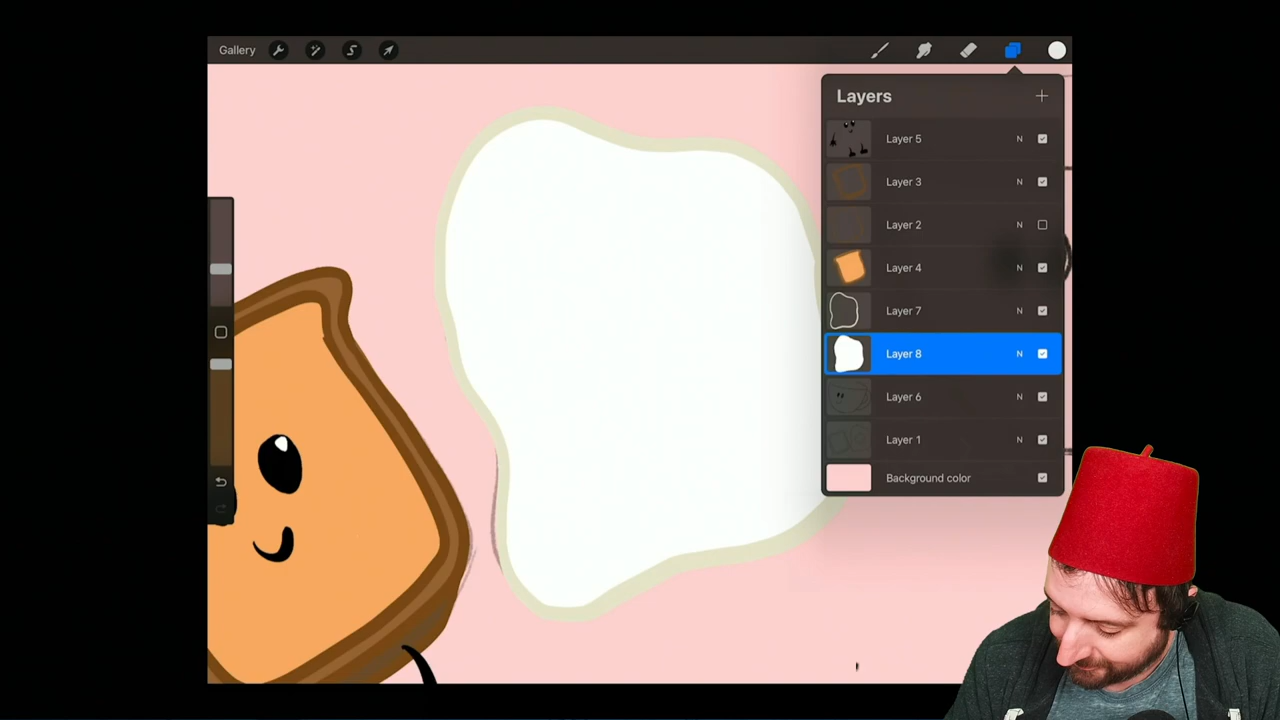 Gallery
Layers
Layer 5 N
Layer 3 N
Layer 2 N
Layer 4 N
Layer 7 N
Layer 8 N
Layer 6 N
Layer 1 N
Background color